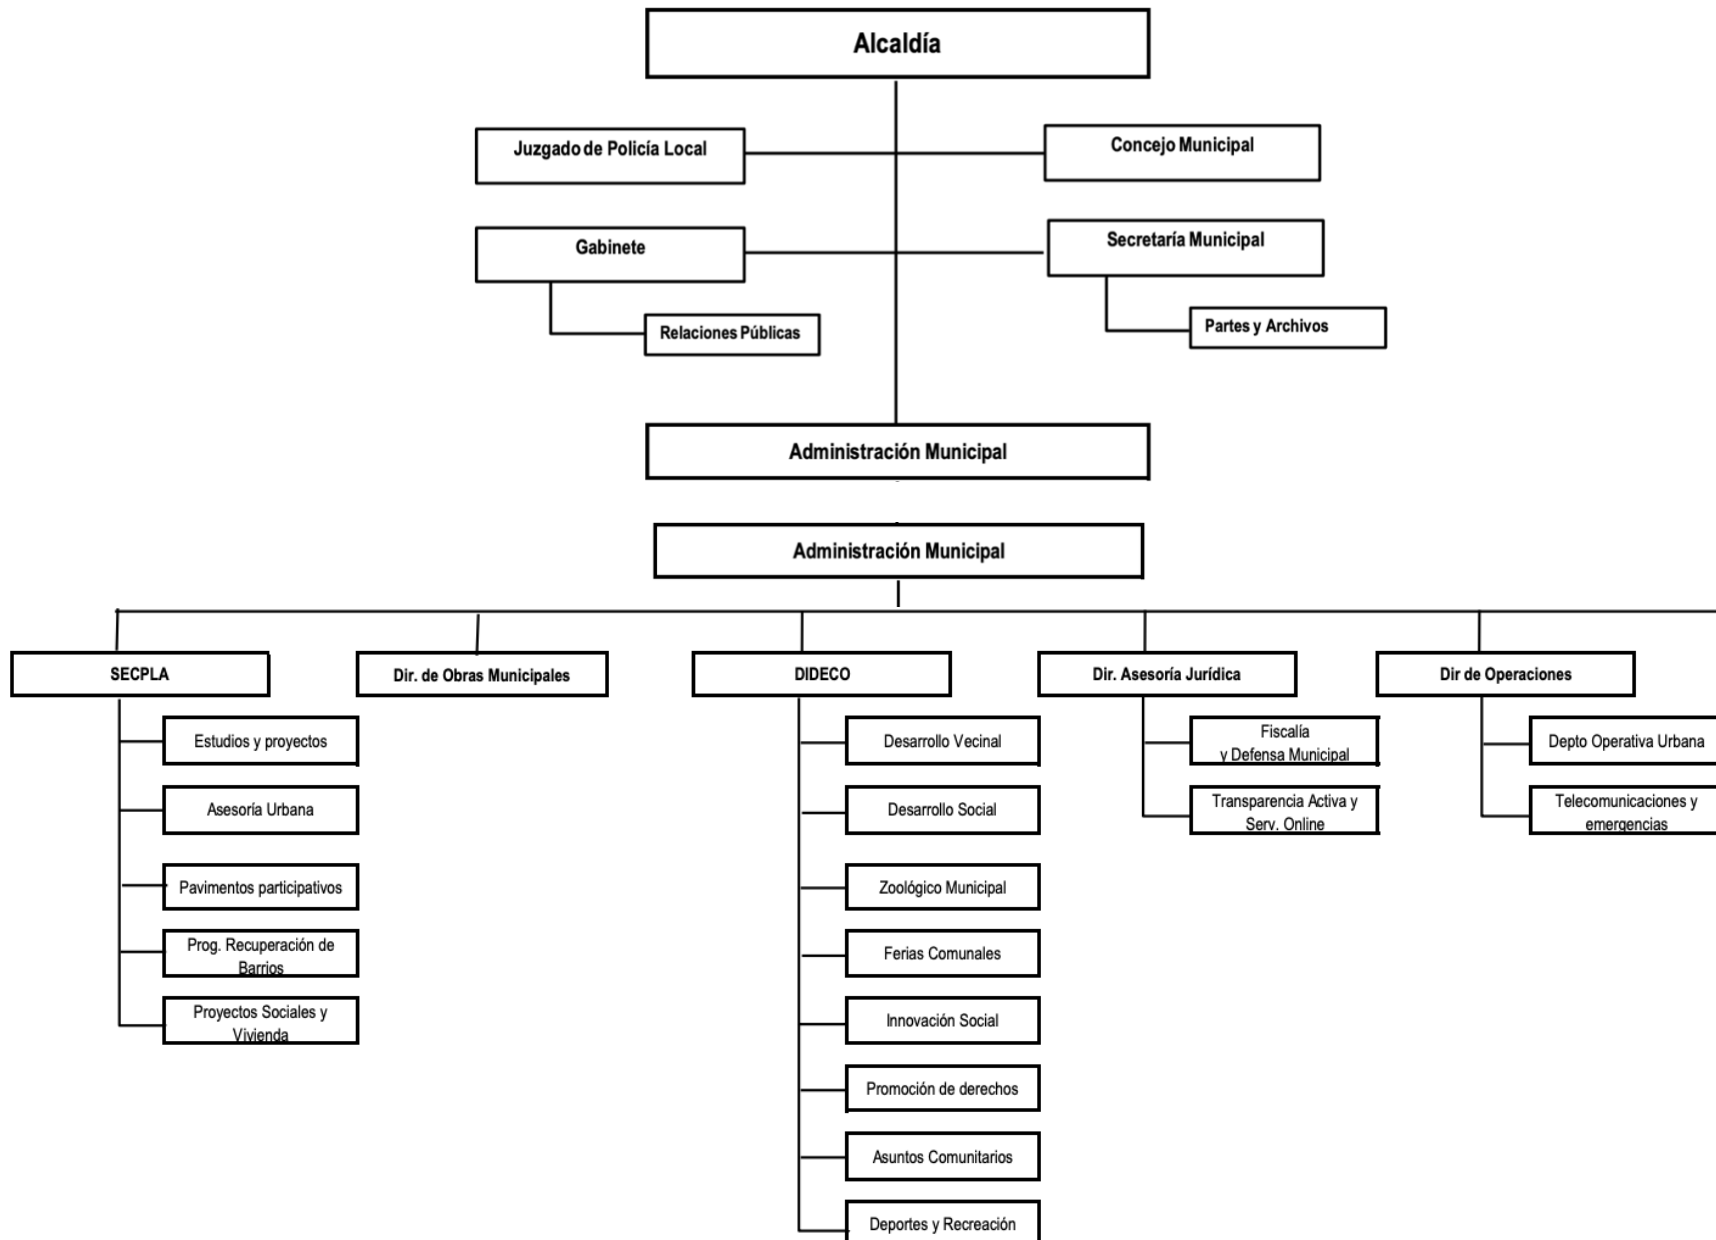 Alcaldía
Juzgado de Policía Local
Concejo Municipal
Gabinete
Secretaría Municipal
Relaciones Públicas
Partes y Archivos
Administración Municipal
Administración Municipal
SECPLA
Dir. de Obras Municipales
DIDECO
Dir. Asesoría Jurídica
Dir de Operaciones
Estudios y proyectos
Asesoría Urbana
Pavimentos participativos
Prog. Recuperación de
Barrios
Proyectos Sociales y
Vivienda
Desarrollo Vecinal
Desarrollo Social
Zoológico Municipal
Ferias Comunales
Innovación Social
Promoción de derechos
Asuntos Comunitarios
Deportes y Recreación
Fiscalía
y Defensa Municipal
Transparencia Activa y
Serv. Online
Depto Operativa Urbana
Telecomunicaciones y
emergencias